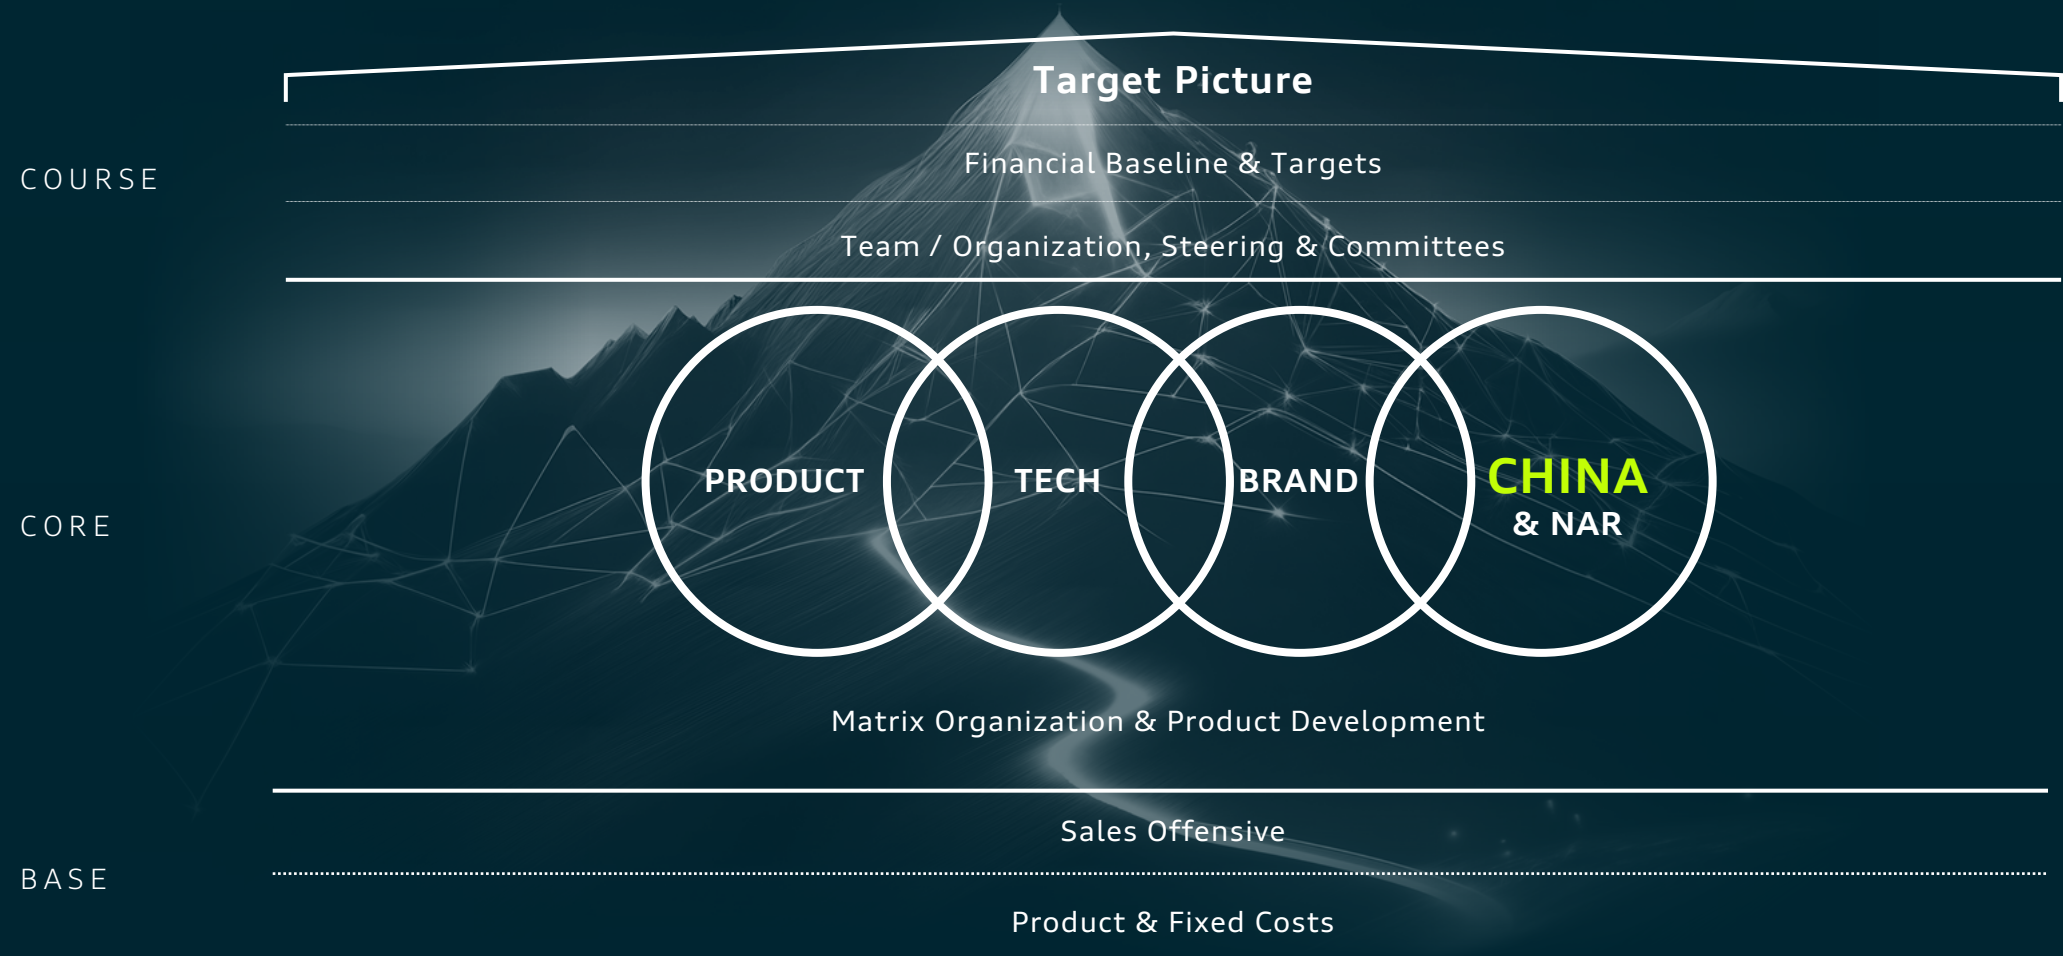 Target Picture
COURSE
Financial Baseline & Targets
Team / Organization, Steering & Committees
CORE
PRODUCT
TECH
BRAND
CHINA
& NAR
Matrix Organization & Product Development
BASE
Sales Offensive
Product & Fixed Costs